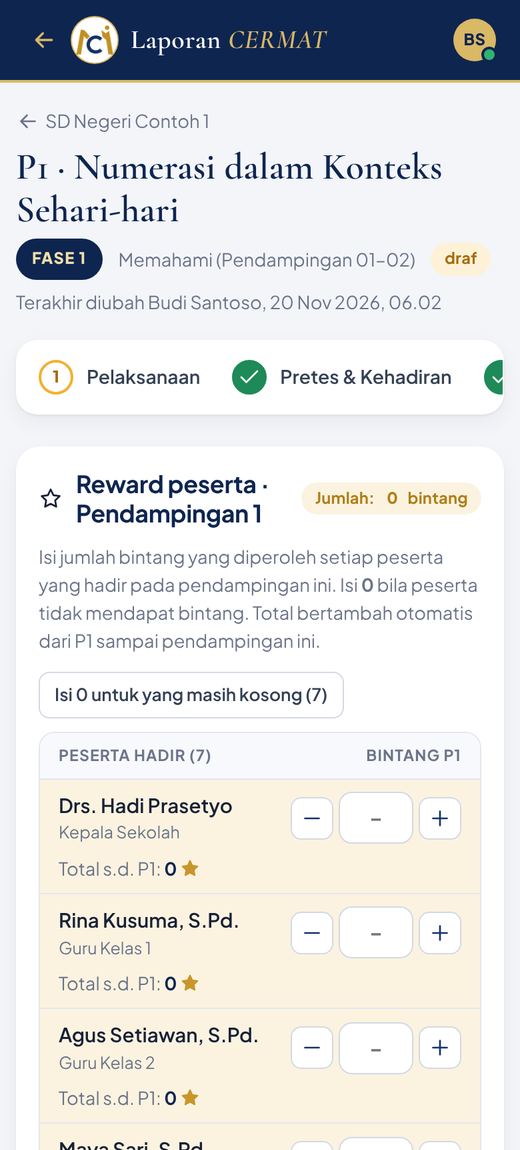 Laporan CERMAT
BS
← SD Negeri Contoh 1
P1 · Numerasi dalam Konteks
Sehari-hari
FASE 1 Memahami (Pendampingan 01–02) draf
Terakhir diubah Budi Santoso, 20 Nov 2026, 06.02
1 Pelaksanaan Pretes & Kehadiran
Reward peserta ·
Pendampingan 1
Jumlah: 0 bintang
Isi jumlah bintang yang diperoleh setiap peserta
yang hadir pada pendampingan ini. Isi 0 bila peserta
tidak mendapat bintang. Total bertambah otomatis
dari P1 sampai pendampingan ini.
Isi 0 untuk yang masih kosong (7)
PESERTA HADIR (7) BINTANG P1
Drs. Hadi Prasetyo
Kepala Sekolah
− – +
Total s.d. P1: 0 ★
Rina Kusuma, S.Pd.
Guru Kelas 1
− – +
Total s.d. P1: 0 ★
Agus Setiawan, S.Pd.
Guru Kelas 2
− – +
Total s.d. P1: 0 ★
Maya Sari, S.Pd.